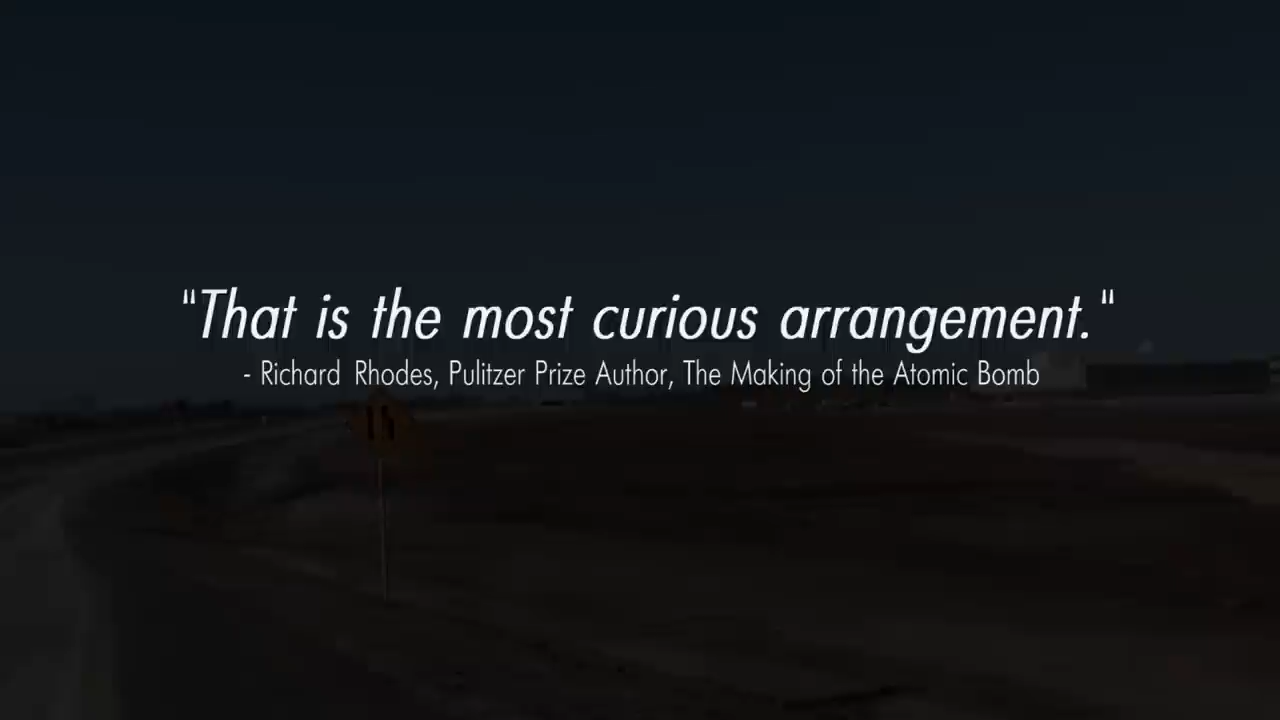 "That is the most curious arrangement."
- Richard Rhodes, Pulitzer Prize Author, The Making of the Atomic Bomb